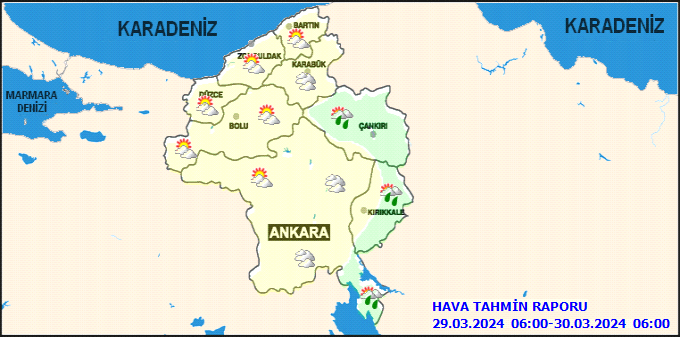 KARADENİZ
KARADENİZ
BARTIN
ZONGULDAK
KARABÜK
MARMARA
DENİZİ
DÜZCE
BOLU
ÇANKIRI
KIRIKKALE
ANKARA
HAVA TAHMİN RAPORU
29.03.2024 06:00-30.03.2024 06:00